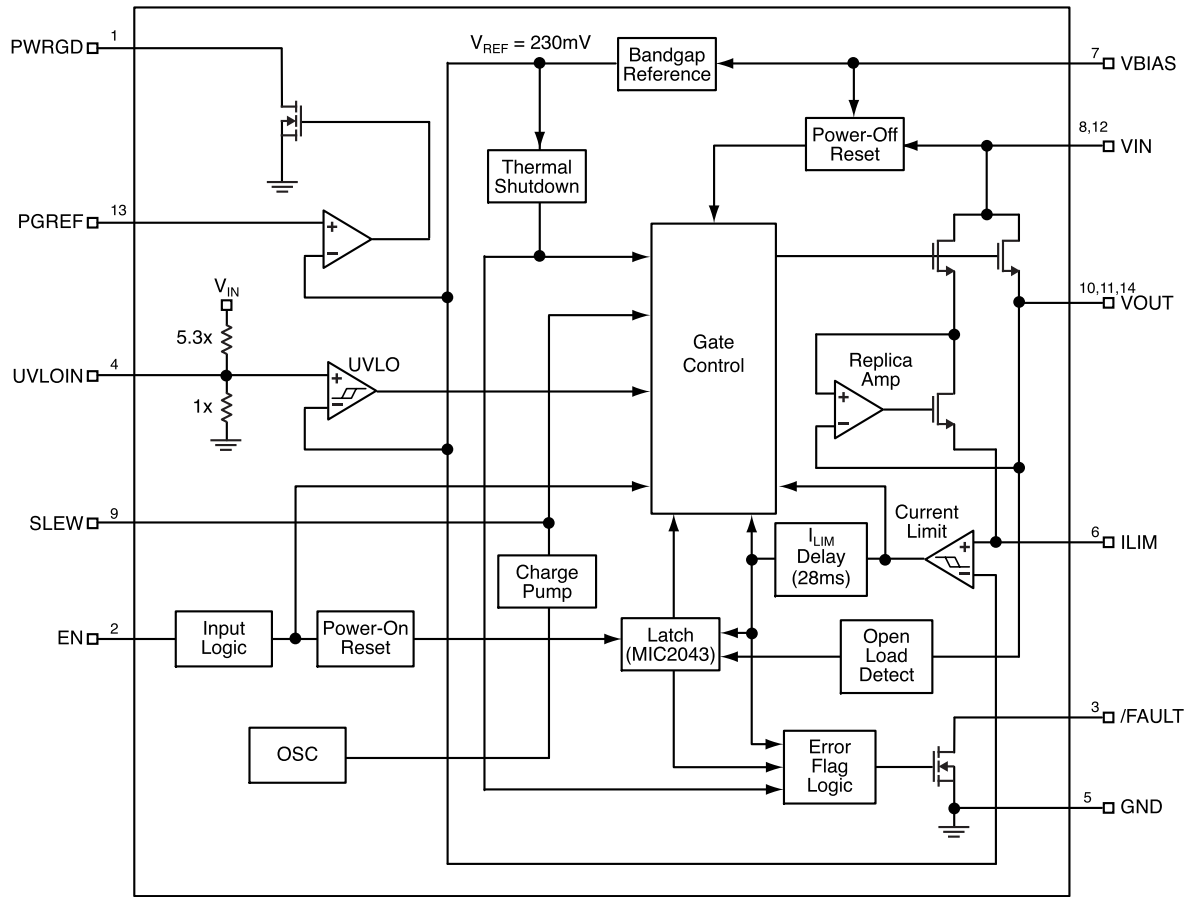 1
PWRGD
V_REF = 230mV
Bandgap
Reference
7
VBIAS
Power-Off
Reset
8,12
VIN
Thermal
Shutdown
13
PGREF
+
–
V_IN
5.3x
1x
4
UVLOIN
UVLO
+
–
Gate
Control
10,11,14
VOUT
Replica
Amp
+
–
9
SLEW
Charge
Pump
I_LIM
Delay
(28ms)
Current
Limit
+
–
6
ILIM
2
EN
Input
Logic
Power-On
Reset
Latch
(MIC2043)
Open
Load
Detect
3
/FAULT
OSC
Error
Flag
Logic
5
GND